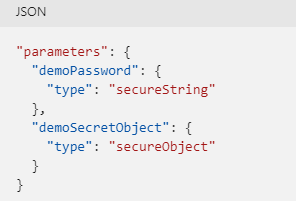 JSON
"parameters": {
  "demoPassword": {
    "type": "secureString"
  },
  "demoSecretObject": {
    "type": "secureObject"
  }
}